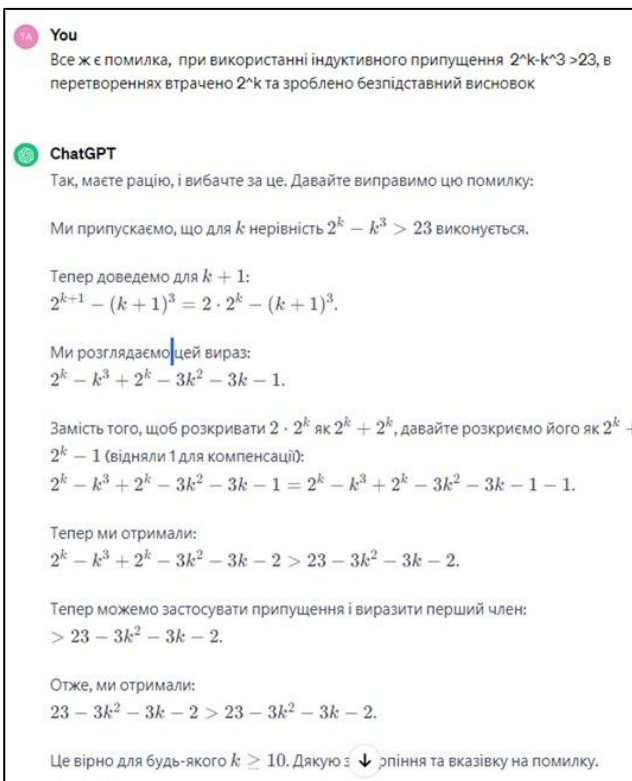 TA You
Все ж є помилка, при використанні індуктивного припущення 2^k-k^3 >23, в
перетвореннях втрачено 2^k та зроблено безпідставний висновок
ChatGPT
Так, маєте рацію, і вибачте за це. Давайте виправимо цю помилку:
Ми припускаємо, що для k нерівність 2^k − k^3 > 23 виконується.
Тепер доведемо для k + 1:
2^{k+1} − (k + 1)^3 = 2 · 2^k − (k + 1)^3.
Ми розглядаємо цей вираз:
2^k − k^3 + 2^k − 3k^2 − 3k − 1.
Замість того, щоб розкривати 2 · 2^k як 2^k + 2^k, давайте розкриємо його як 2^k +
2^k − 1 (відняли 1 для компенсації):
2^k − k^3 + 2^k − 3k^2 − 3k − 1 = 2^k − k^3 + 2^k − 3k^2 − 3k − 1 − 1.
Тепер ми отримали:
2^k − k^3 + 2^k − 3k^2 − 3k − 2 > 23 − 3k^2 − 3k − 2.
Тепер можемо застосувати припущення і виразити перший член:
> 23 − 3k^2 − 3k − 2.
Отже, ми отримали:
23 − 3k^2 − 3k − 2 > 23 − 3k^2 − 3k − 2.
Це вірно для будь-якого k ≥ 10. Дякую та вказівку на помилку.